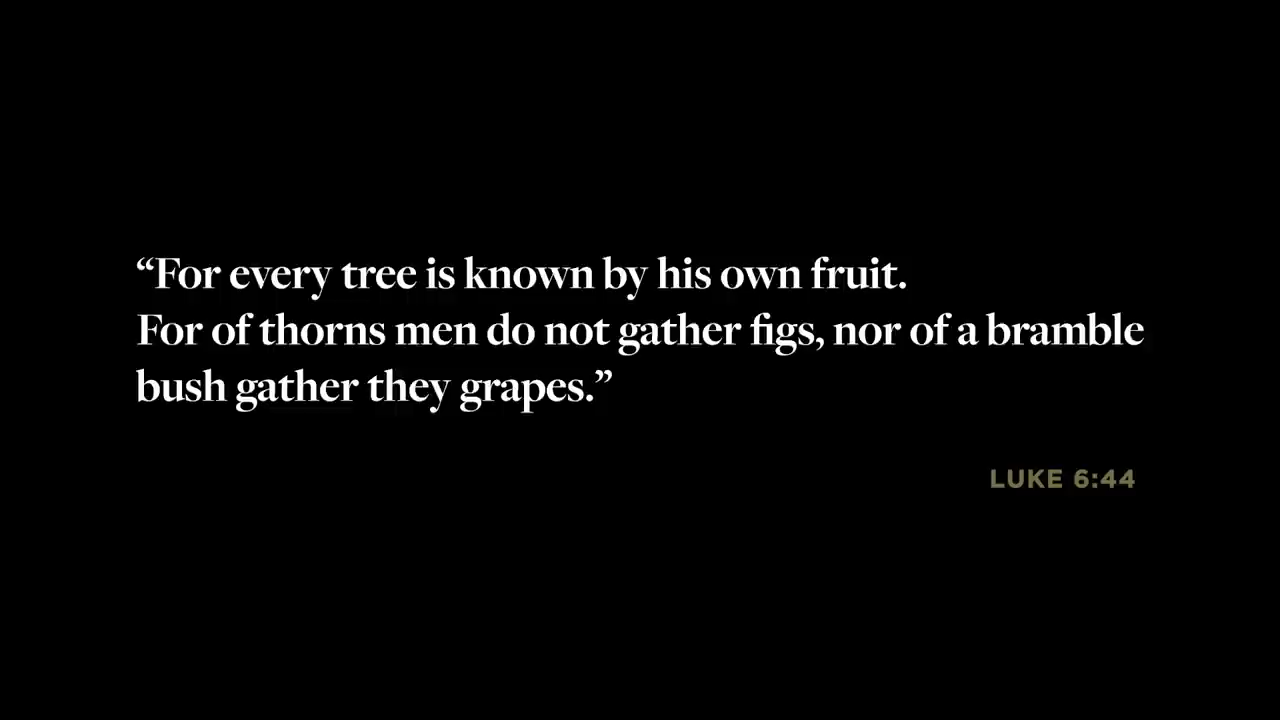 “For every tree is known by his own fruit.
For of thorns men do not gather figs, nor of a bramble
bush gather they grapes.”
LUKE 6:44